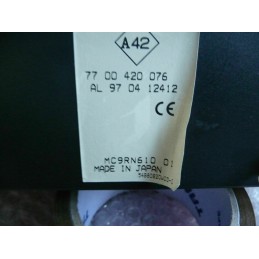 A42
77 00 420 076
AL 97 04 12412
CE
MC9RN610 01
MADE IN JAPAN